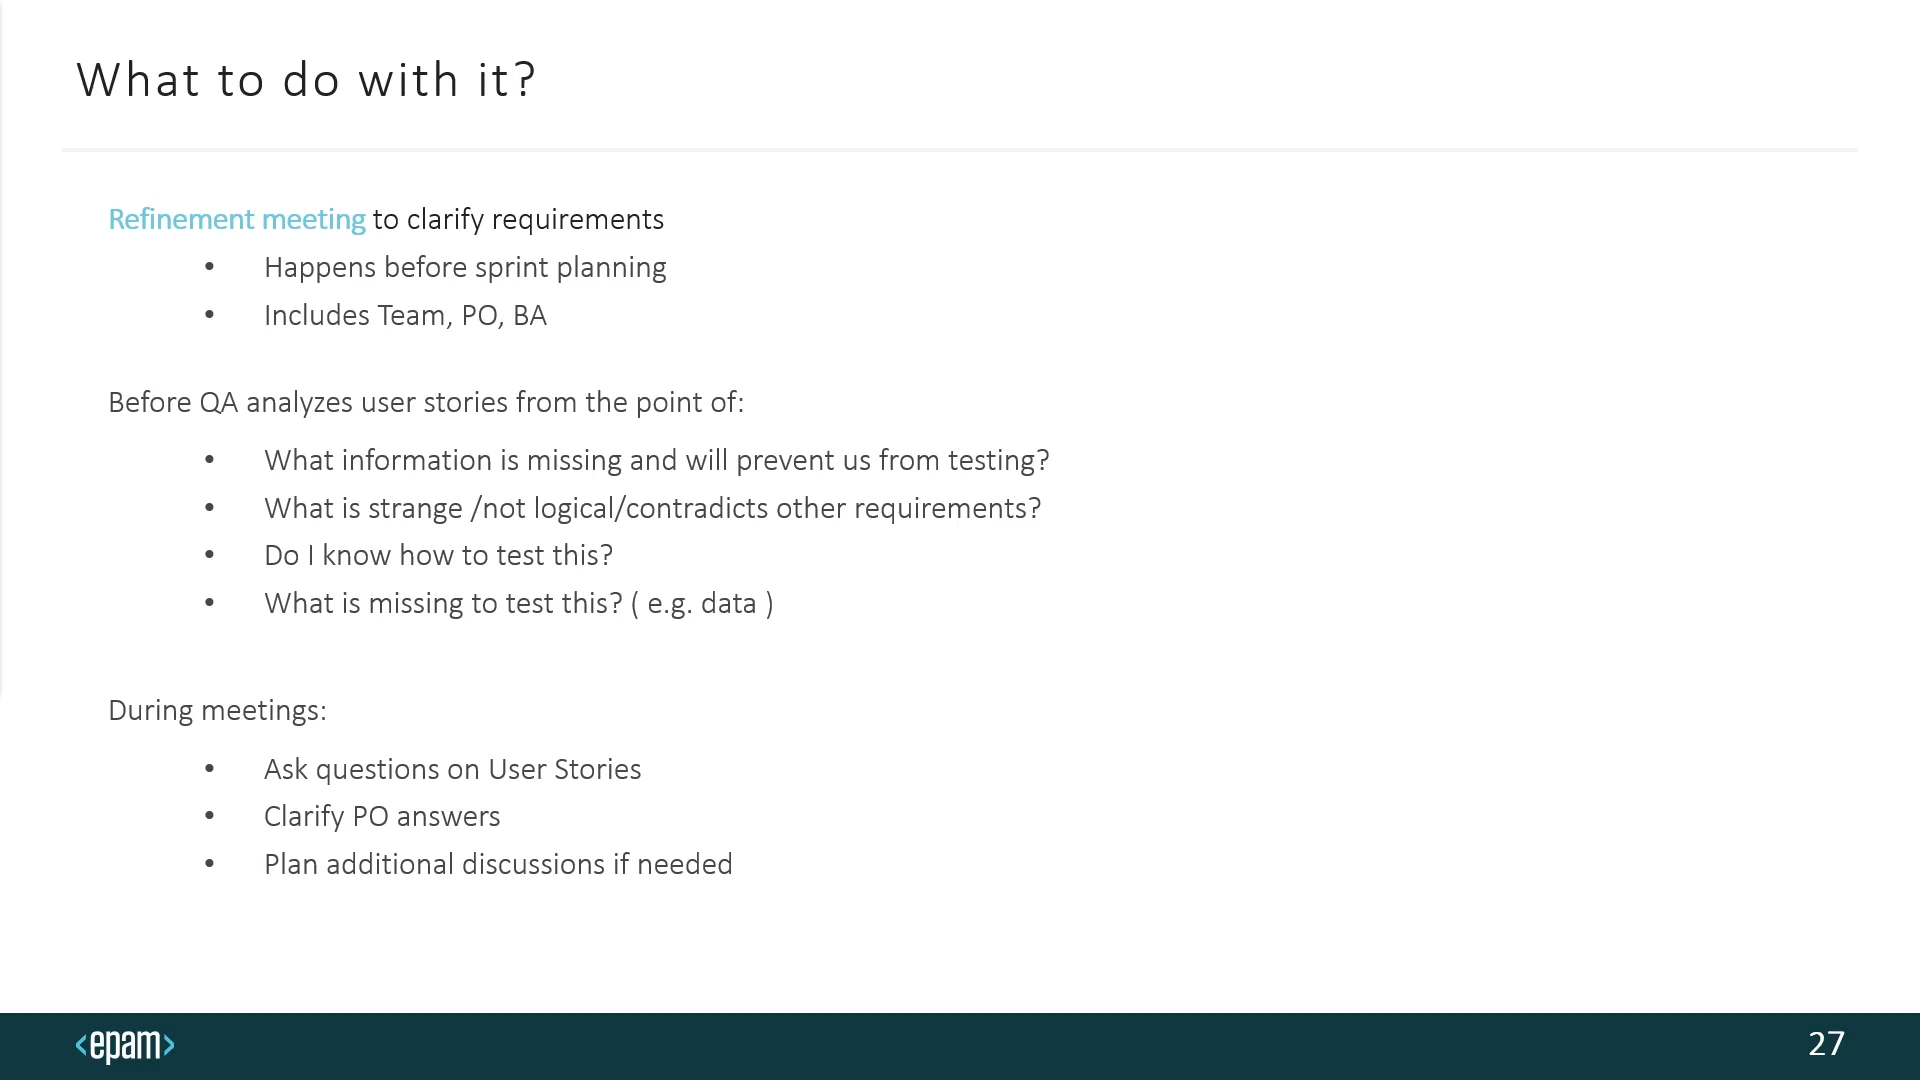 What to do with it?
Refinement meeting to clarify requirements
• Happens before sprint planning
• Includes Team, PO, BA
Before QA analyzes user stories from the point of:
• What information is missing and will prevent us from testing?
• What is strange /not logical/contradicts other requirements?
• Do I know how to test this?
• What is missing to test this? ( e.g. data )
During meetings:
• Ask questions on User Stories
• Clarify PO answers
• Plan additional discussions if needed
<epam>
27